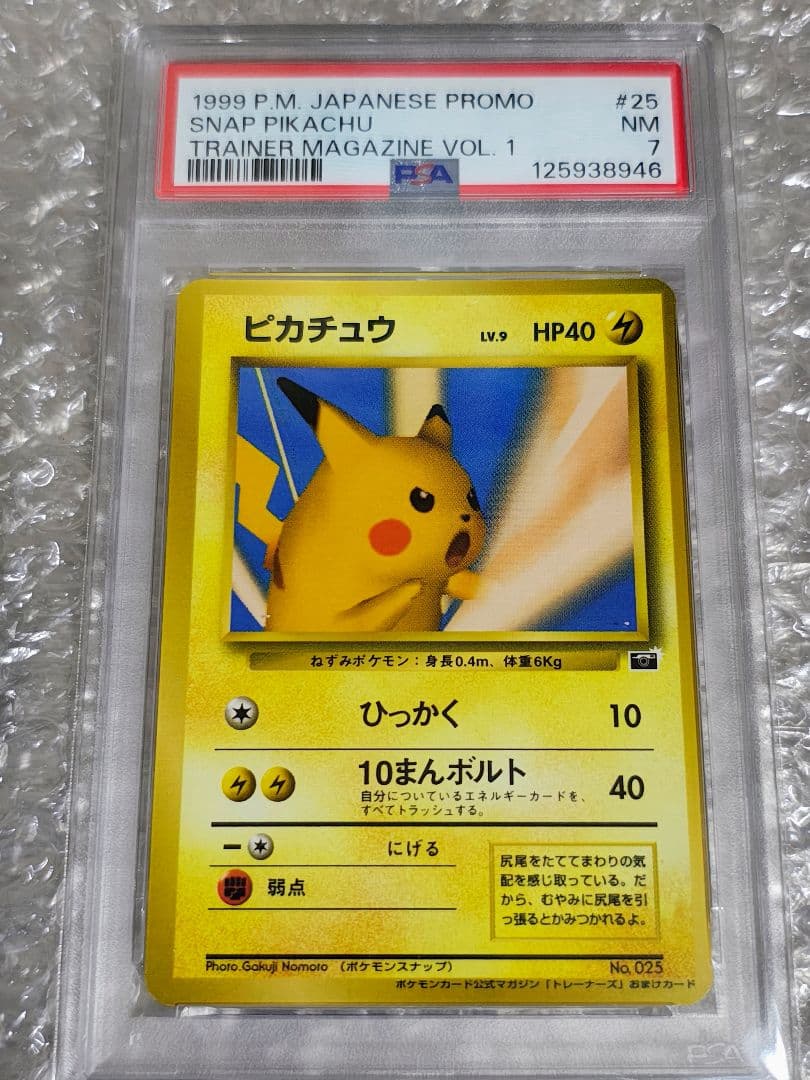 1999 P.M. JAPANESE PROMO #25
SNAP PIKACHU NM
TRAINER MAGAZINE VOL. 1 7
PSA 125938946
ピカチュウ LV.9 HP40
ねずみポケモン：身長0.4m、体重6Kg
ひっかく 10
10まんボルト 40
自分についているエネルギーカードを、
すべてトラッシュする。
にげる
弱点
尻尾をたててまわりの気
配を感じ取っている。だ
から、むやみに尻尾を引
っ張るとかみつかれるよ。
Photo.Gakuji Nomoto （ポケモンスナップ） No.025
ポケモンカード公式マガジン「トレーナーズ」おまけカード
PSA